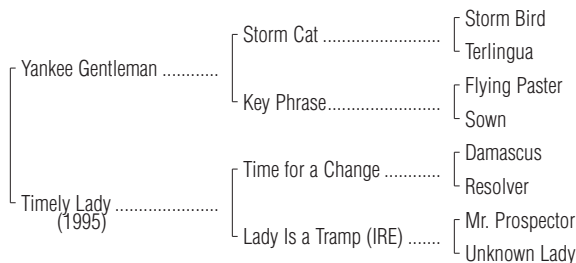 Storm Bird
Storm Cat ........................
Terlingua
Yankee Gentleman ............
Flying Paster
Key Phrase.......................
Sown
Damascus
Time for a Change ...........
Resolver
Timely Lady .....................
(1995)
Mr. Prospector
Lady Is a Tramp (IRE) .......
Unknown Lady